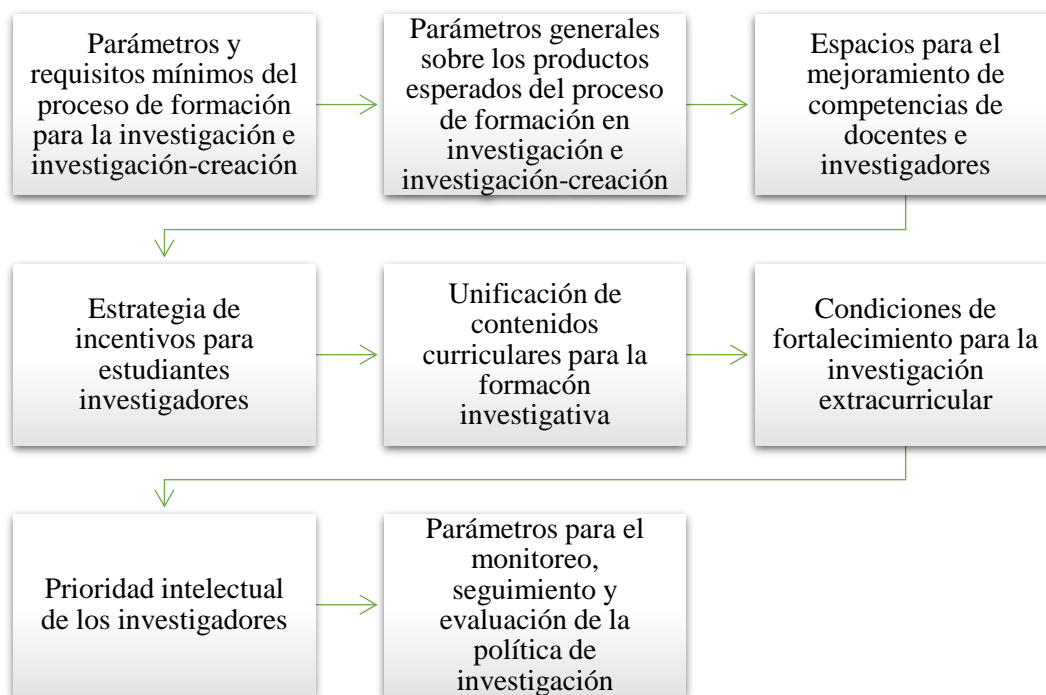 Parámetros y
requisitos mínimos del
proceso de formación
para la investigación e
investigación-creación
Parámetros generales
sobre los productos
esperados del proceso
de formación en
investigación e
investigación-creación
Espacios para el
mejoramiento de
competencias de
docentes e
investigadores
Estrategia de
incentivos para
estudiantes
investigadores
Unificación de
contenidos
curriculares para la
formacón
investigativa
Condiciones de
fortalecimiento para la
investigación
extracurricular
Prioridad intelectual
de los investigadores
Parámetros para el
monitoreo,
seguimiento y
evaluación de la
política de
investigación